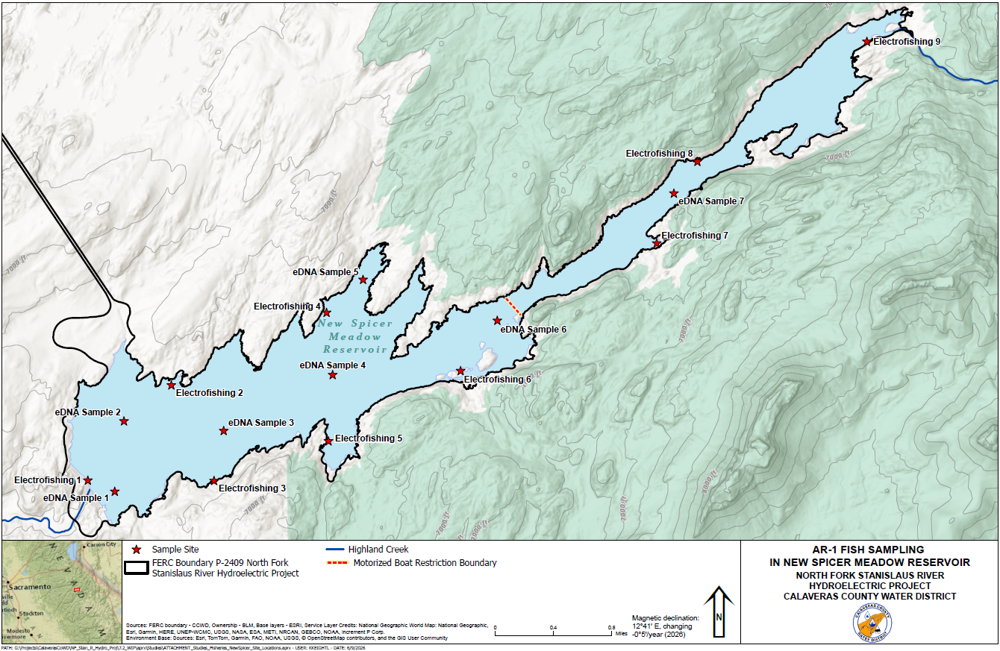 Electrofishing 9
Electrofishing 8
7000 ft
eDNA Sample 7
7000 ft
Electrofishing 7
7000 ft
eDNA Sample 5
Electrofishing 4
New Spicer
Meadow
Reservoir
eDNA Sample 6
7000 ft
eDNA Sample 4
Electrofishing 6
Electrofishing 2
eDNA Sample 2
eDNA Sample 3
Electrofishing 5
Electrofishing 1
eDNA Sample 1
Electrofishing 3
7000 ft
8000 ft
7000 ft
7000 ft
Carson City
NEVADA
Sacramento
Stockton
Modesto
Sample Site
FERC Boundary P-2409 North Fork
Stanislaus River Hydroelectric Project
Highland Creek
Motorized Boat Restriction Boundary
Sources: FERC boundary - CCWD, Ownership - BLM, Base layers - ESRI, Service Layer Credits: National Geographic World Map: National Geographic,
Esri, Garmin, HERE, UNEP-WCMC, USGS, NASA, ESA, METI, NRCAN, GEBCO, NOAA, increment P Corp.
Environment Base: Sources: Esri, TomTom, Garmin, FAO, NOAA, USGS, © OpenStreetMap contributors, and the GIS User Community
0 0.4 0.8
Miles
Magnetic declination:
12°41' E, changing
-0°5'/year (2026)
N
AR-1 FISH SAMPLING
IN NEW SPICER MEADOW RESERVOIR
NORTH FORK STANISLAUS RIVER
HYDROELECTRIC PROJECT
CALAVERAS COUNTY WATER DISTRICT
CALAVERAS COUNTY
WATER DISTRICT
PATH: G:\Projects\CalaverasCoWD\NF_Stan_R_Hydro_Proj\7.2_WIP\aprx\Studies\ATTACHMENT_Studies_Fisheries_NewSpicer_Site_Locations.aprx - USER: KKEIGHTL - DATE: 6/9/2026